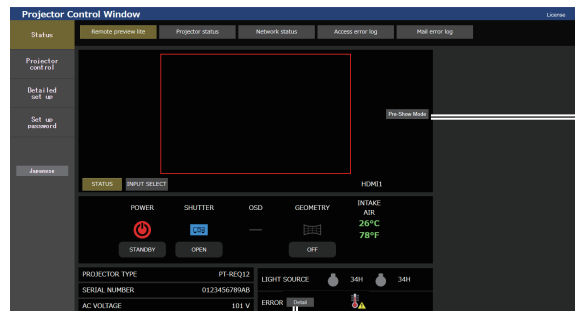 Projector Control Window
License
Status
Remote preview lite
Projector status
Network status
Access error log
Mail error log
Projector
control
Detailed
set up
Set up
password
Japanese
Pre-Show Mode
STATUS
INPUT SELECT
HDMI1
POWER
SHUTTER
OSD
GEOMETRY
INTAKE
AIR
26°C
78°F
STANDBY
OPEN
OFF
PROJECTOR TYPE PT-REQ12
SERIAL NUMBER 0123456789AB
AC VOLTAGE 101 V
LIGHT SOURCE 34H 34H
ERROR Detail